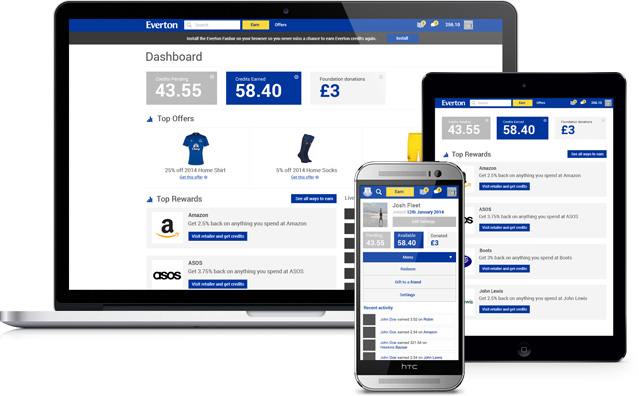 Everton
Search
Earn
Offers
256.10
Install the Everton Fanbar on your browser so you never miss a chance to earn Everton credits again.
Install
Dashboard
Credits Pending
43.55
Credits Earned
58.40
Foundation donations
£3
Top Offers
25% off 2014 Home Shirt
Get this offer
5% off 2014 Home Socks
Get this offer
Top Rewards
See all ways to earn
Live
Amazon
Get 2.5% back on anything you spend at Amazon
Visit retailer and get credits
a
ASOS
Get 3.75% back on anything you spend at ASOS
Visit retailer and get credits
asos
Earn
Josh Fleet
Joined 12th January 2014
Edit Settings
Pending
43.55
Available
58.40
Donated
£3
Menu
Redeem
Gift to a friend
Settings
Recent activity
John Doe earned 3.52 on Robin
John Doe earned 2.54 on Amazon
John Doe earned 321.54 on
Hawkins Bazaar
John Doe earned 2.54 on John Lewis
hTC
Everton
Search
Earn
Offers
256.10
Credits Pending
43.55
Credits Earned
58.40
Foundation donations
£3
Top Rewards
See all ways to earn
Amazon
Get 2.5% back on anything you spend at Amazon
Visit retailer and get credits
ASOS
Get 3.75% back on anything you spend at ASOS
Visit retailer and get credits
Boots
Get 3% back on anything you spend at Boots
Visit retailer and get credits
John Lewis
Get 2.5% back on anything you spend at John Lewis
Visit retailer and get credits